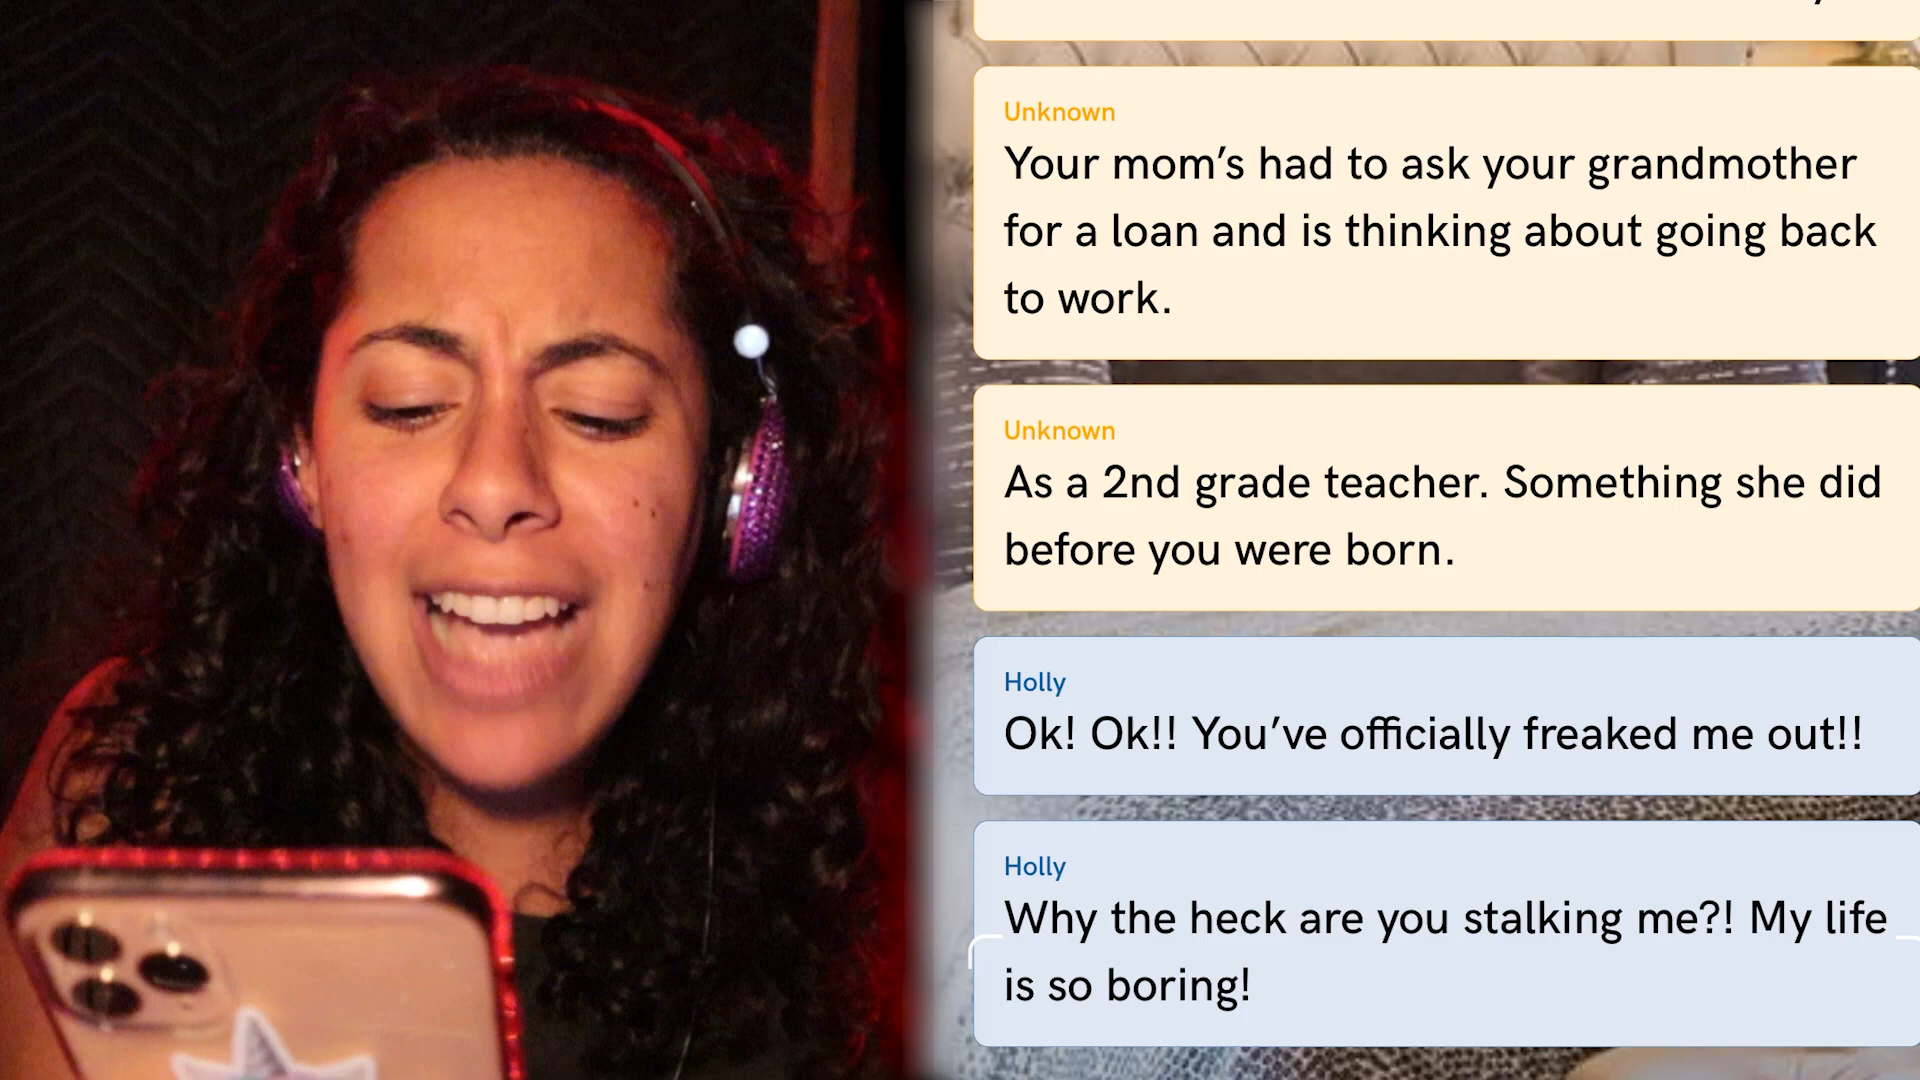 Unknown
Your mom’s had to ask your grandmother
for a loan and is thinking about going back
to work.
Unknown
As a 2nd grade teacher. Something she did
before you were born.
Holly
Ok! Ok!! You’ve officially freaked me out!!
Holly
Why the heck are you stalking me?! My life
is so boring!